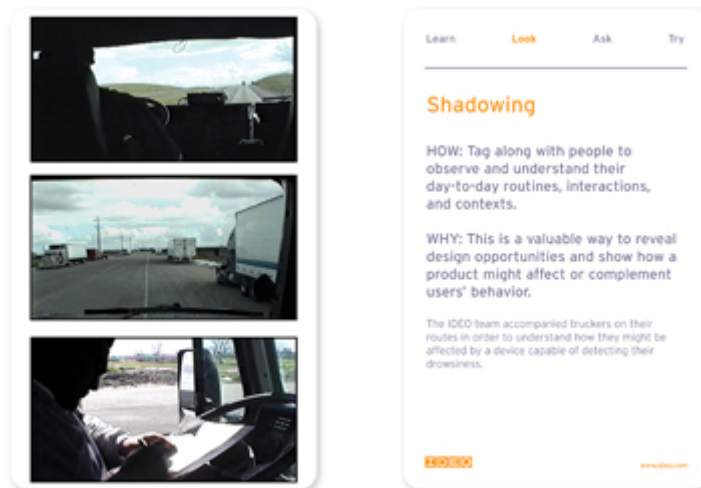 Learn Look Ask Try
Shadowing
HOW: Tag along with people to
observe and understand their
day-to-day routines, interactions,
and contexts.
WHY: This is a valuable way to reveal
design opportunities and show how a
product might affect or complement
users' behavior.
The IDEO team accompanied truckers on their
routes in order to understand how they might be
affected by a device capable of detecting their
drowsiness.
IDEO www.ideo.com